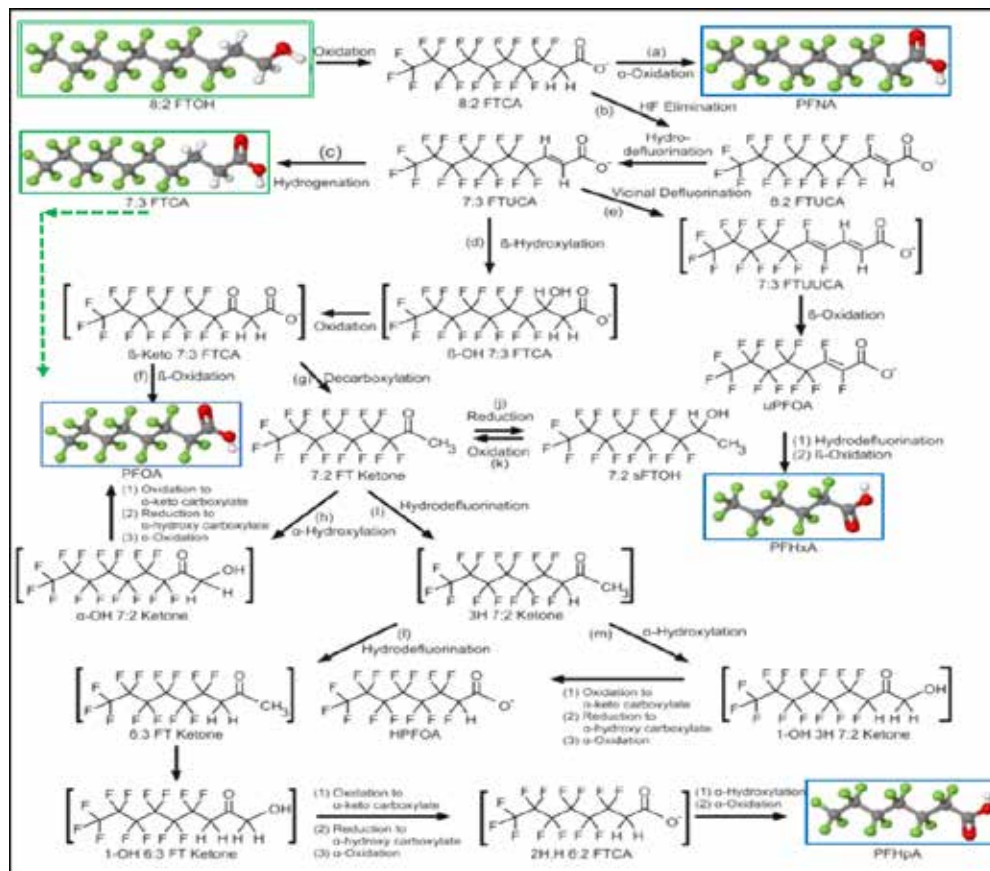 Oxidation
(a)
α-Oxidation
8:2 FTOH
8:2 FTCA
PFNA
(b)
HF Elimination
Hydro-
defluorination
(c)
Hydrogenation
7:3 FTCA
7:3 FTUCA
8:2 FTUCA
Vicinal Defluorination
(e)
(d)
ß-Hydroxylation
7:3 FTUUCA
Oxidation
ß-Keto 7:3 FTCA
ß-OH 7:3 FTCA
ß-Oxidation
(f)
ß-Oxidation
(g)
Decarboxylation
uPFOA
(j)
Reduction
Oxidation
(k)
PFOA
7:2 FT Ketone
7:2 sFTOH
(1) Hydrodefluorination
(2) ß-Oxidation
(1) Oxidation to
α-keto carboxylate
(2) Reduction to
α-hydroxy carboxylate
(3) α-Oxidation
(h)
α-Hydroxylation
(i)
Hydrodefluorination
PFHxA
α-OH 7:2 Ketone
3H 7:2 Ketone
(l)
Hydrodefluorination
(m)
α-Hydroxylation
(1) Oxidation to
α-keto carboxylate
(2) Reduction to
α-hydroxy carboxylate
(3) α-Oxidation
6:3 FT Ketone
HPFOA
1-OH 3H 7:2 Ketone
(1) Oxidation to
α-keto carboxylate
(2) Reduction to
α-hydroxy carboxylate
(3) α-Oxidation
(1) α-Hydroxylation
(2) α-Oxidation
1-OH 6:3 FT Ketone
2H,H 6:2 FTCA
PFHpA